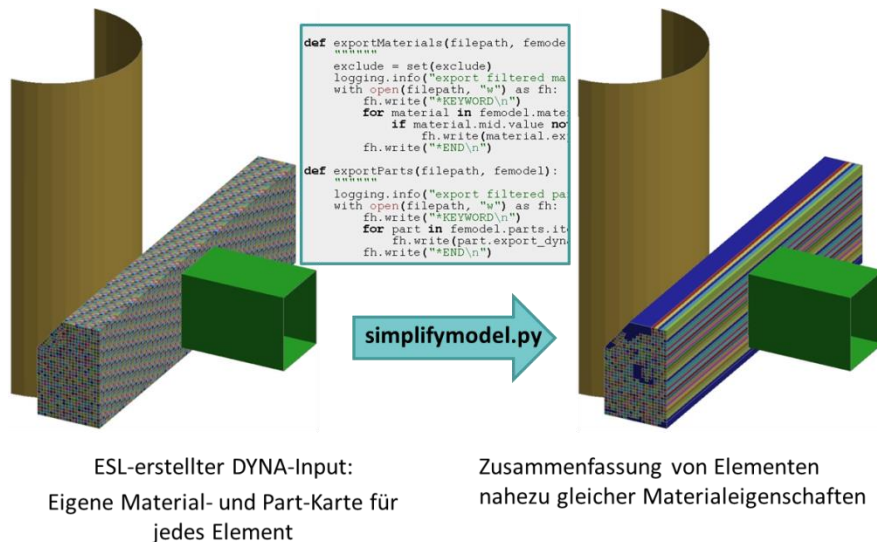 def exportMaterials(filepath, femode
""""""
exclude = set(exclude)
logging.info("export filtered ma
with open(filepath, "w") as fh:
fh.write("*KEYWORD\n")
for material in femodel.mate
if material.mid.value no
fh.write(material.ex
fh.write("*END\n")
def exportParts(filepath, femodel):
""""""
logging.info("export filtered pa
with open(filepath, "w") as fh:
fh.write("*KEYWORD\n")
for part in femodel.parts.ite
fh.write(part.export_dyn
fh.write("*END\n")
simplifymodel.py
ESL-erstellter DYNA-Input:
Eigene Material- und Part-Karte für
jedes Element
Zusammenfassung von Elementen
nahezu gleicher Materialeigenschaften